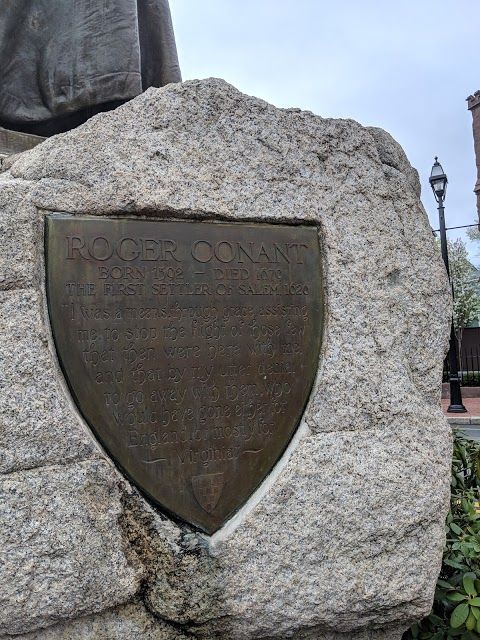 ROGER CONANT
BORN 1592 – DIED 1679
THE FIRST SETTLER OF SALEM, 1626
"I was a means, through grace assisting
me, to stop the flight of those few
that then were here with me,
and that by my utter denial
to go away with them, who
would have gone either for
England, or mostly for
Virginia"